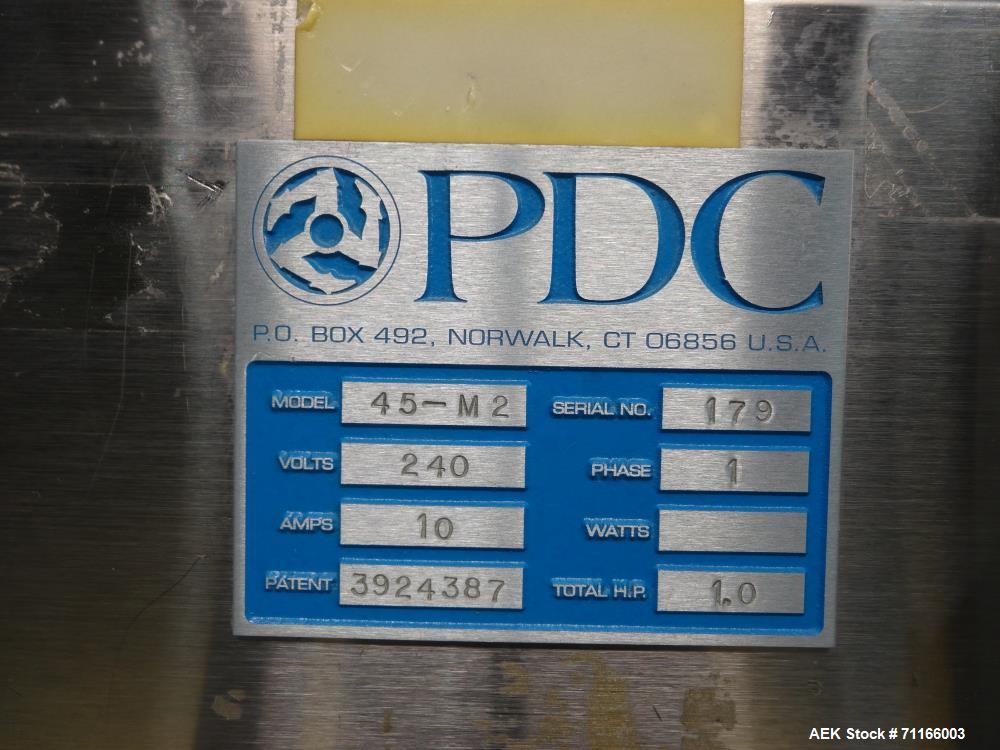 PDC
P.O. BOX 492, NORWALK, CT 06856 U.S.A.
MODEL 45-M2 SERIAL NO. 179
VOLTS 240 PHASE 1
AMPS 10 WATTS
PATENT 3924387 TOTAL H.P. 1.0
AEK Stock # 71166003